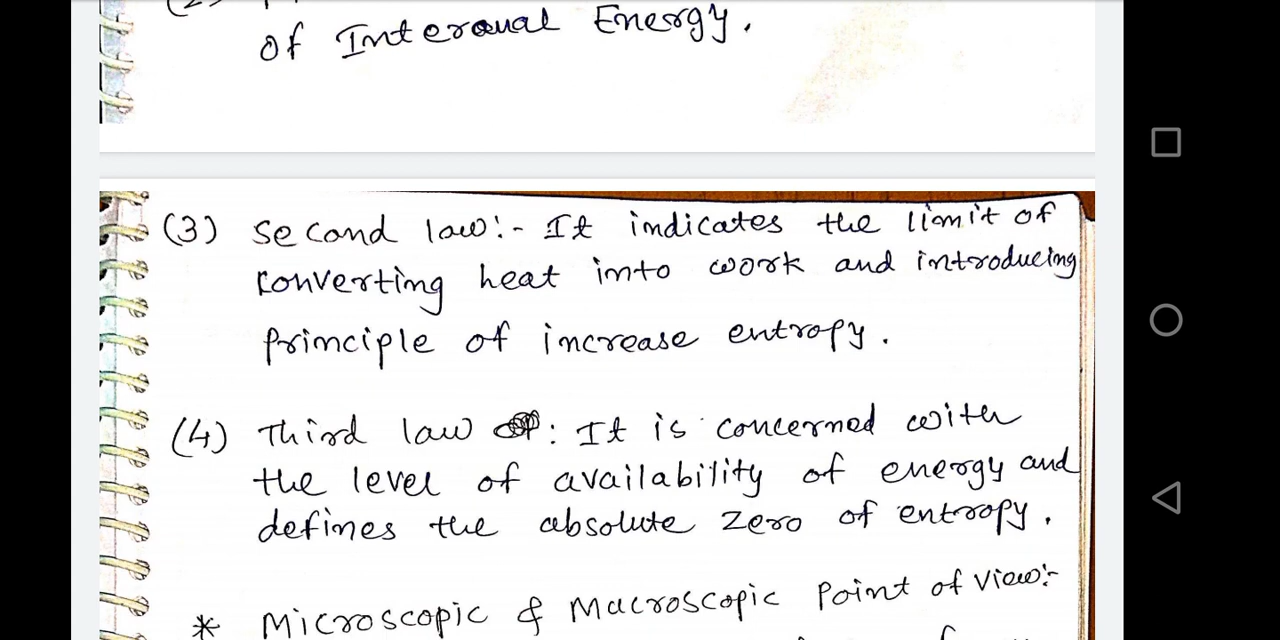 of Interanal Energy.
(3) Second law:- It indicates the limit of
converting heat into work and introducing
principle of increase entropy.
(4) Third law : It is concerned with
the level of availability of energy and
defines the absolute zero of entropy.
* Microscopic & Macroscopic Point of view:-